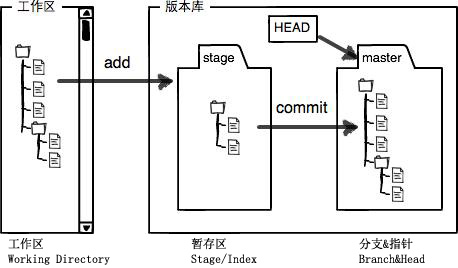 工作区
版本库
HEAD
stage
master
add
commit
工作区
Working Directory
暂存区
Stage/Index
分支&指针
Branch&Head